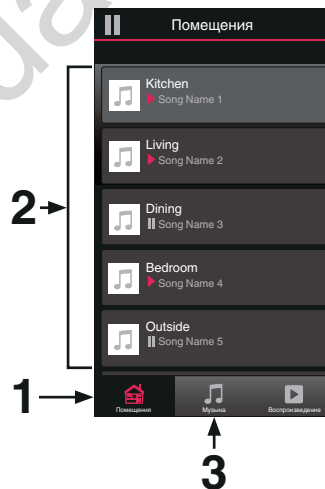 Помещения
Kitchen
Song Name 1
Living
Song Name 2
2
Dining
Song Name 3
Bedroom
Song Name 4
Outside
Song Name 5
1
Помещения
Музыка
Воспроизведение
3